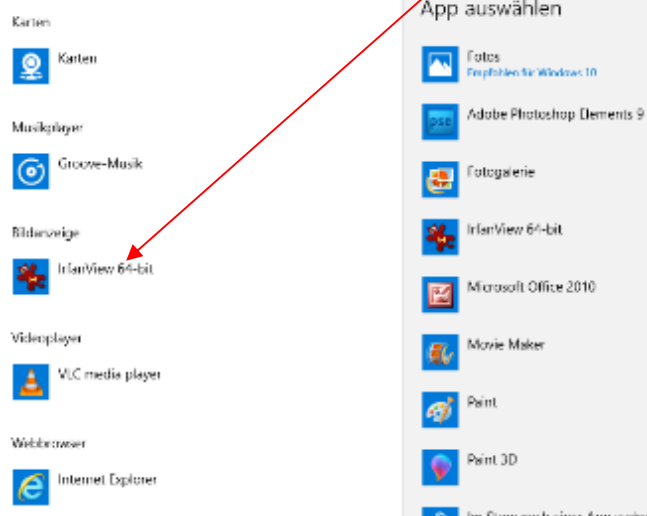 Karten
Karten
Musikplayer
Groove-Musik
Bildanzeige
IrfanView 64-bit
Videoplayer
VLC media player
Webbrowser
Internet Explorer
App auswählen
Fotos
Empfohlen für Windows 10
pse
Adobe Photoshop Elements 9
Fotogalerie
IrfanView 64-bit
Microsoft Office 2010
Movie Maker
Paint
Paint 3D